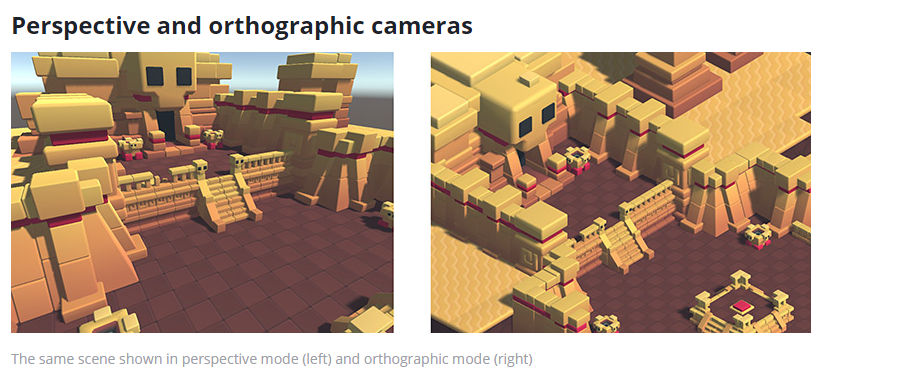 Perspective and orthographic cameras
The same scene shown in perspective mode (left) and orthographic mode (right)